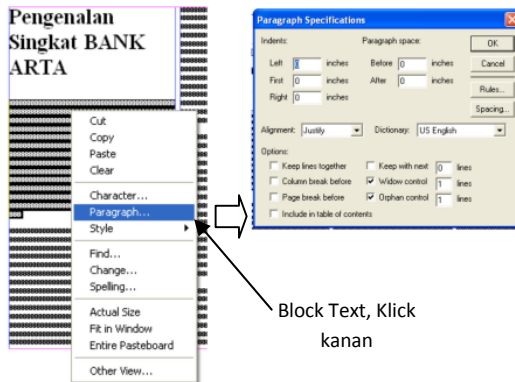 Pengenalan
Singkat BANK
ARTA
Cut
Copy
Paste
Clear
Character...
Paragraph...
Style
Find...
Change...
Spelling...
Actual Size
Fit in Window
Entire Pasteboard
Other View...
Paragraph Specifications
Indents: Paragraph space:
Left 0 inches Before 0 inches
First 0 inches After 0 inches
Right 0 inches
OK
Cancel
Rules...
Spacing...
Alignment: Justify Dictionary: US English
Options:
Keep lines together Keep with next 0 lines
Column break before Widow control 1 lines
Page break before Orphan control 1 lines
Include in table of contents
Block Text, Klick
kanan